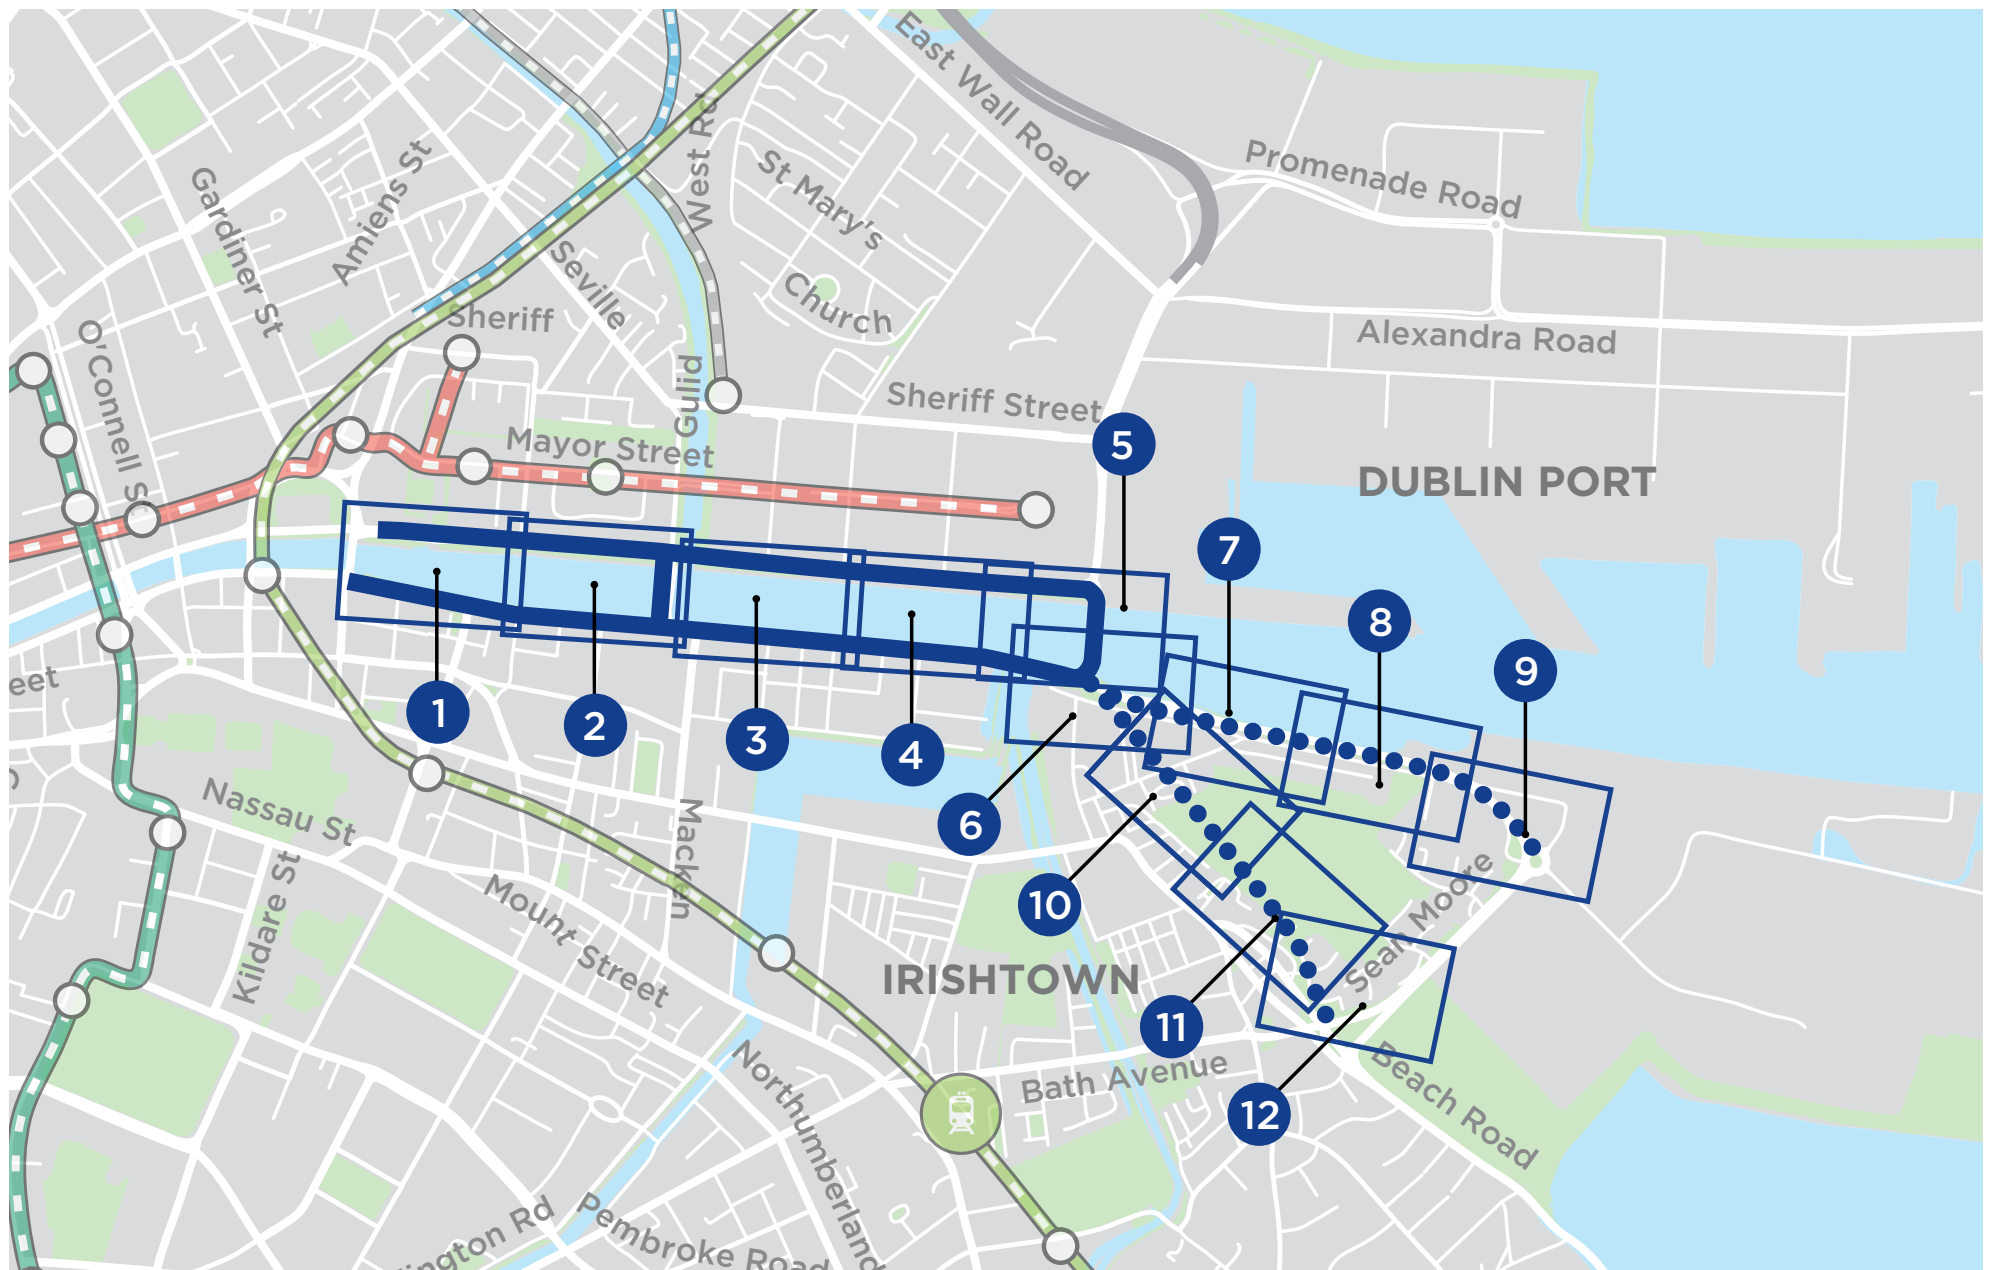 East Wall Road
West Rd
St Mary's
Promenade Road
Amiens St
Gardiner St
Seville
Church
Sheriff
O'Connell St
Alexandra Road
Guild
Sheriff Street
Mayor Street
5
DUBLIN PORT
7
8
9
eet
1
2
3
4
Nassau St
6
Macken
Mount Street
Kildare St
10
Sean Moore
IRISHTOWN
11
Bath Avenue
Beach Road
12
Northumberland
ington Rd
Pembroke Road